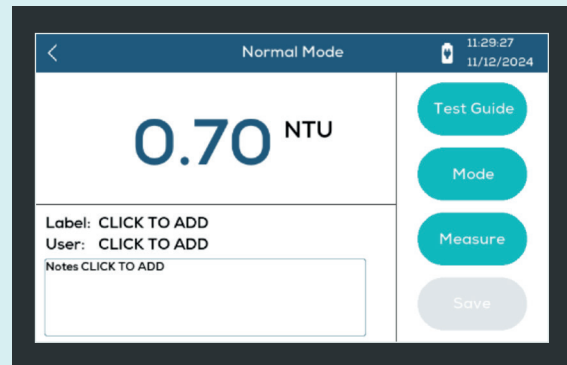 Normal Mode
11:29:27
11/12/2024
0.70 NTU
Test Guide
Mode
Label: CLICK TO ADD
User: CLICK TO ADD
Measure
Notes CLICK TO ADD
Save